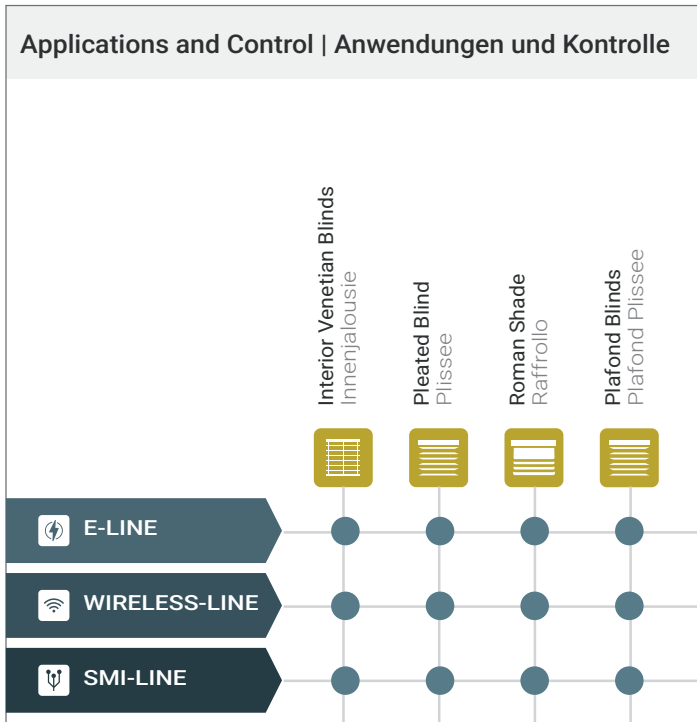 Applications and Control | Anwendungen und Kontrolle
Interior Venetian Blinds
Innenjalousie
Pleated Blind
Plissee
Roman Shade
Raffrollo
Plafond Blinds
Plafond Plissee
E-LINE
WIRELESS-LINE
SMI-LINE